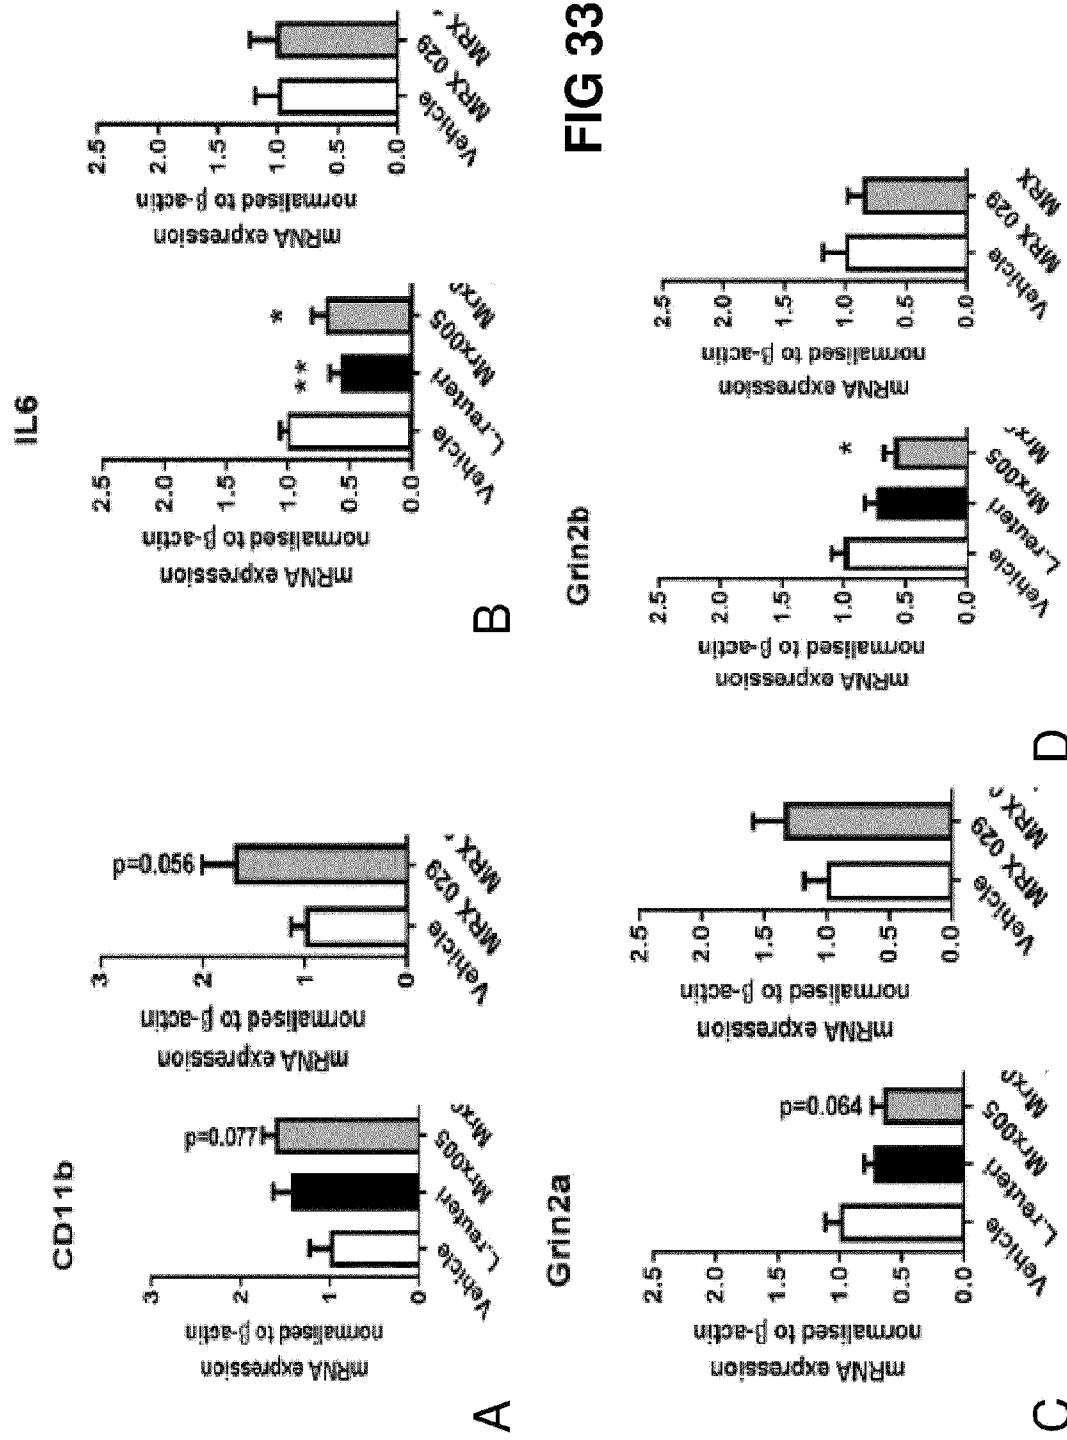 A
CD11b
mRNA expression
normalised to β-actin
3
2
1
0
p=0.077
Vehicle
L.reuteri
Mrx005
mRNA expression
normalised to β-actin
3
2
1
0
p=0.056
Vehicle
MRX 029
MRX
B
IL6
mRNA expression
normalised to β-actin
2.5
2.0
1.5
1.0
0.5
0.0
**
*
Vehicle
L.reuteri
Mrx005
mRNA expression
normalised to β-actin
2.5
2.0
1.5
1.0
0.5
0.0
Vehicle
MRX 029
MRX
C
Grin2a
mRNA expression
normalised to β-actin
2.5
2.0
1.5
1.0
0.5
0.0
p=0.064
Vehicle
L.reuteri
Mrx005
mRNA expression
normalised to β-actin
2.5
2.0
1.5
1.0
0.5
0.0
Vehicle
MRX 029
MRX
D
Grin2b
mRNA expression
normalised to β-actin
2.5
2.0
1.5
1.0
0.5
0.0
*
Vehicle
L.reuteri
Mrx005
mRNA expression
normalised to β-actin
2.5
2.0
1.5
1.0
0.5
0.0
Vehicle
MRX 029
MRX
FIG 33